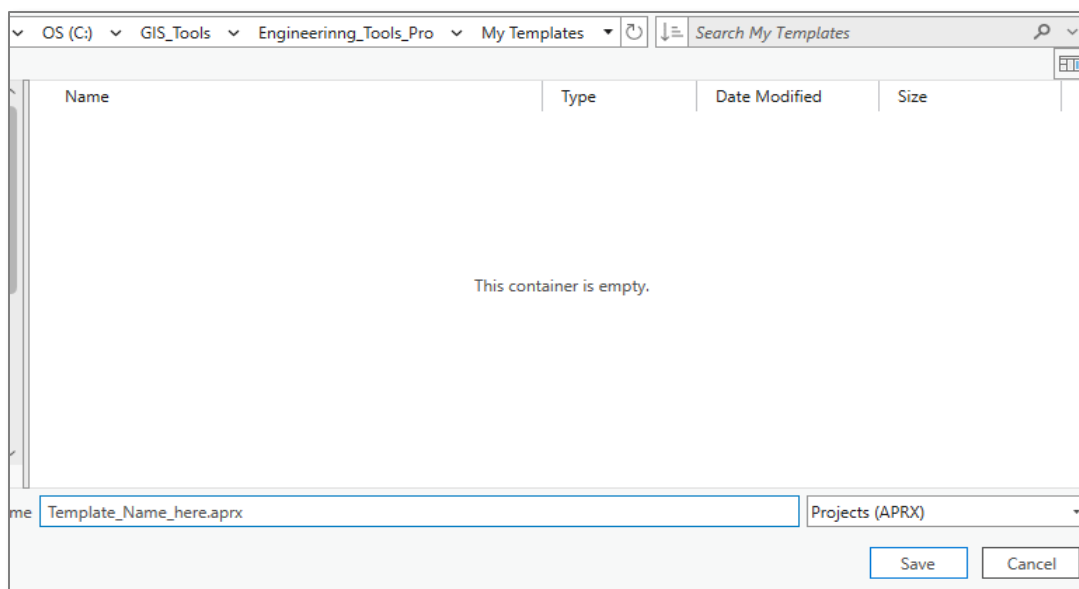 OS (C:) GIS_Tools Engineerinng_Tools_Pro My Templates Search My Templates
Name Type Date Modified Size
This container is empty.
me Template_Name_here.aprx Projects (APRX)
Save Cancel